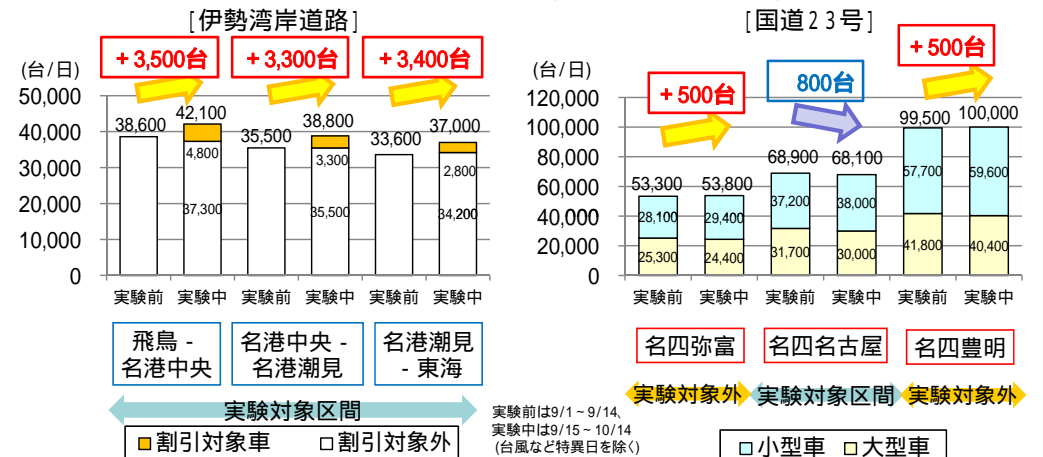 [伊勢湾岸道路]
+3,500台
+3,300台
+3,400台
(台/日)
50,000
40,000
30,000
20,000
10,000
0
38,600
42,100
4,800
37,300
35,500
38,800
3,300
35,500
33,600
37,000
2,800
34,200
実験前 実験中 実験前 実験中 実験前 実験中
飛島 -
名港中央
名港中央 -
名港潮見
名港潮見
- 東海
実験対象区間
■割引対象車 □割引対象外
実験前は9/1~9/14、
実験中は9/15~10/14
(台風など特異日を除く)
[国道23号]
+500台
800台
+500台
(台/日)
120,000
100,000
80,000
60,000
40,000
20,000
0
53,300
28,100
25,300
53,800
29,400
24,400
68,900
37,200
31,700
68,100
38,000
30,000
99,500
57,700
41,800
100,000
59,600
40,400
実験前 実験中 実験前 実験中 実験前 実験中
名四弥富
名四名古屋
名四豊明
実験対象外
実験対象区間
実験対象外
□小型車 □大型車